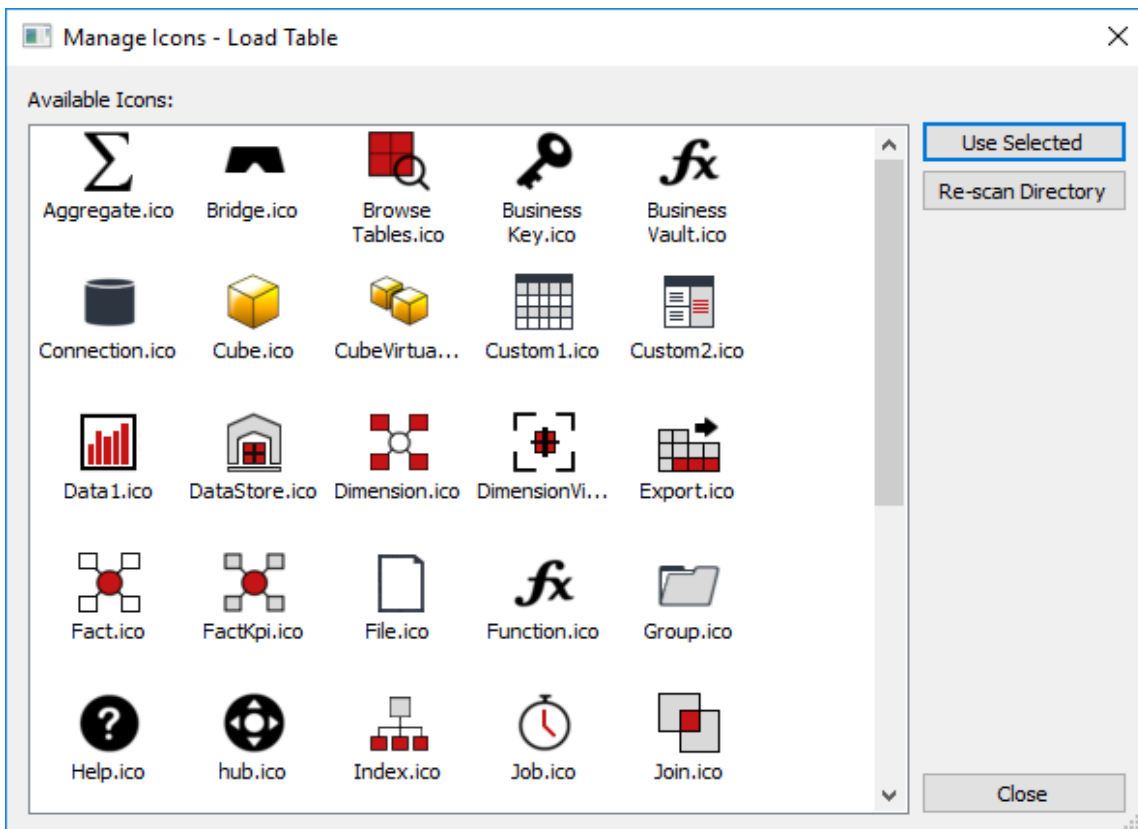 Manage Icons - Load Table
Available Icons:
Use Selected
Re-scan Directory
Aggregate.ico
Bridge.ico
Browse
Tables.ico
Business
Key.ico
Business
Vault.ico
Connection.ico
Cube.ico
CubeVirtua...
Custom1.ico
Custom2.ico
Data1.ico
DataStore.ico
Dimension.ico
DimensionVi...
Export.ico
Fact.ico
FactKpi.ico
File.ico
Function.ico
Group.ico
Help.ico
hub.ico
Index.ico
Job.ico
Join.ico
Close